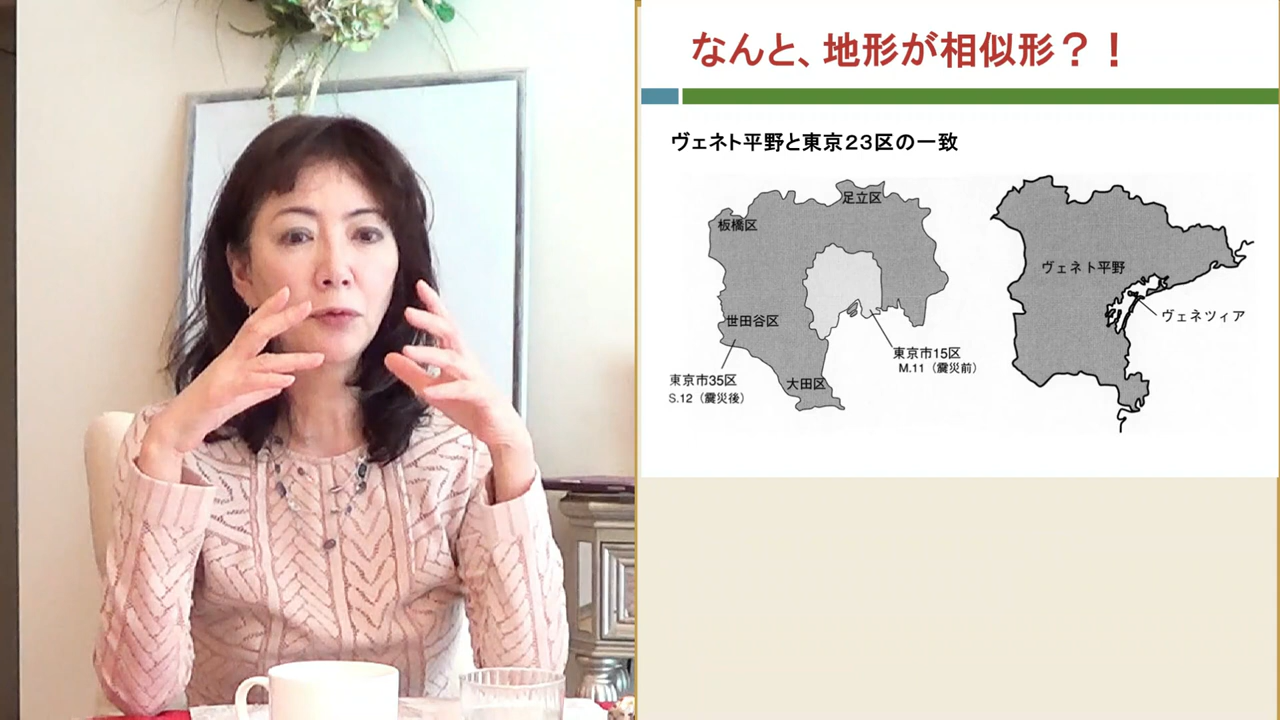 なんと、地形が相似形？！
ヴェネト平野と東京２３区の一致
足立区
板橋区
世田谷区
大田区
東京市35区
S.12（震災後）
東京市15区
M.11（震災前）
ヴェネト平野
ヴェネツィア